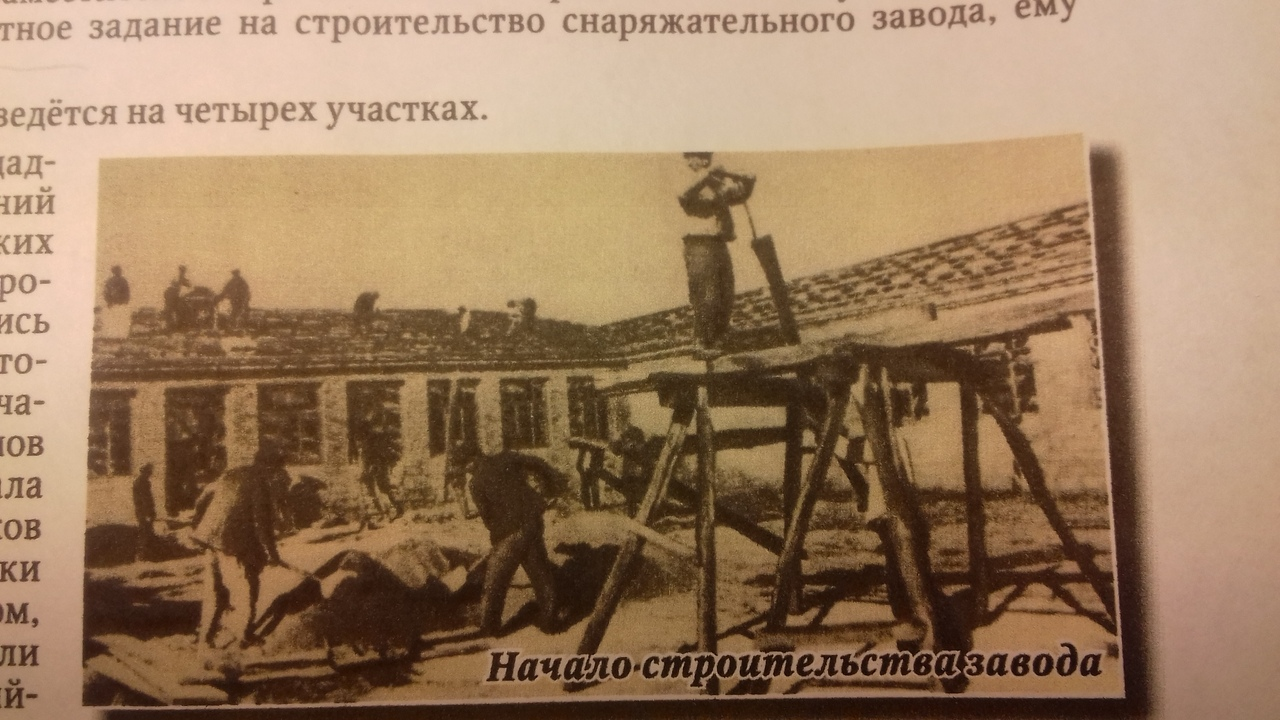 тное задание на строительство снаряжательного завода, ему
ведётся на четырех участках.
дад-
ний
ких
ро-
ись
то-
ча-
нов
ала
ков
ки
ом,
ли
ий-
Начало строительства завода